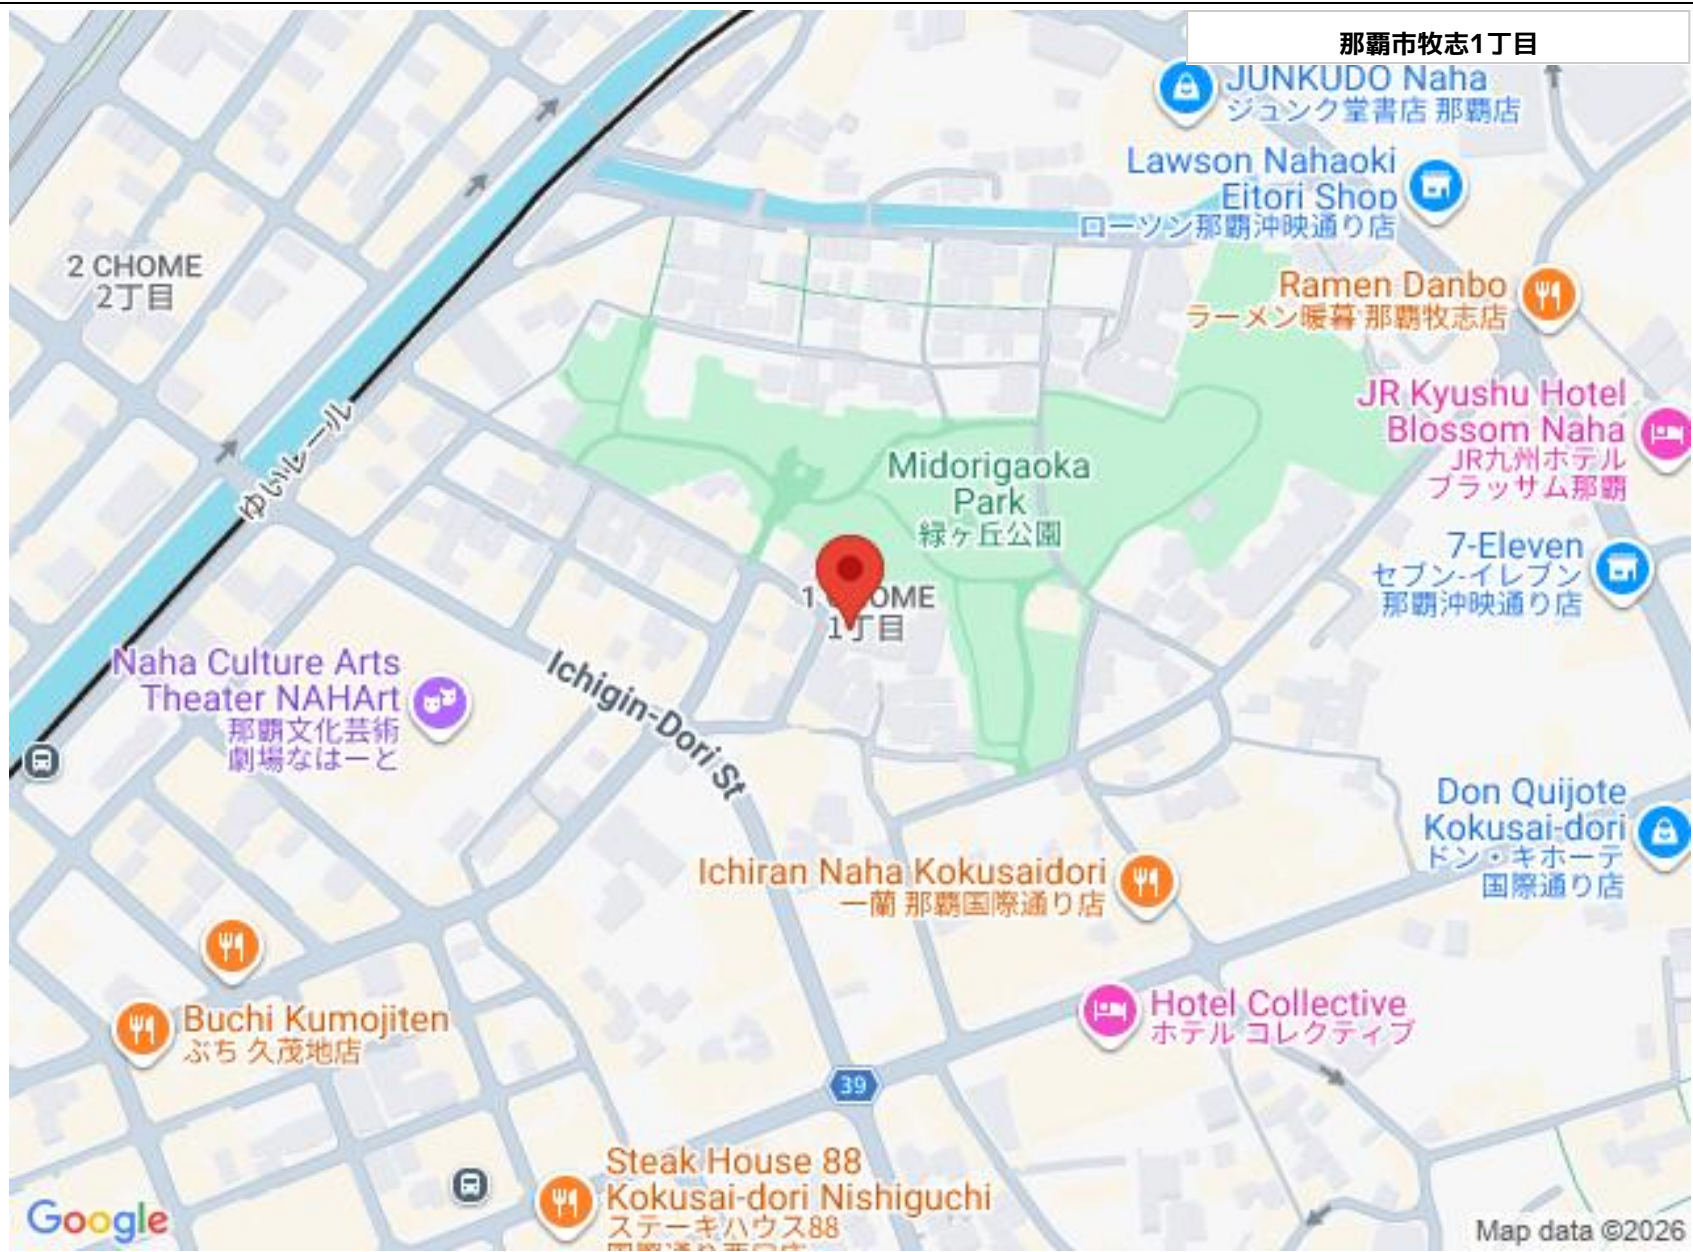 那覇市牧志1丁目
JUNKUDO Naha
ジュンク堂書店 那覇店
Lawson Nahaoki
Eitori Shop
ローソン那覇沖映通り店
2 CHOME
2丁目
Ramen Danbo
ラーメン暖暮 那覇牧志店
JR Kyushu Hotel
Blossom Naha
JR九州ホテル
ブラッサム那覇
ゆいレール
Midorigaoka
Park
緑ヶ丘公園
7-Eleven
セブン-イレブン
那覇沖映通り店
1 CHOME
1丁目
Naha Culture Arts
Theater NAHArt
那覇文化芸術
劇場なはーと
Ichigin-Dori St
Don Quijote
Kokusai-dori
ドン・キホーテ
国際通り店
Ichiran Naha Kokusaidori
一蘭 那覇国際通り店
Buchi Kumojiten
ぶち 久茂地店
Hotel Collective
ホテル コレクティブ
39
Steak House 88
Kokusai-dori Nishiguchi
ステーキハウス88
国際通り西口店
Google
Map data ©2026